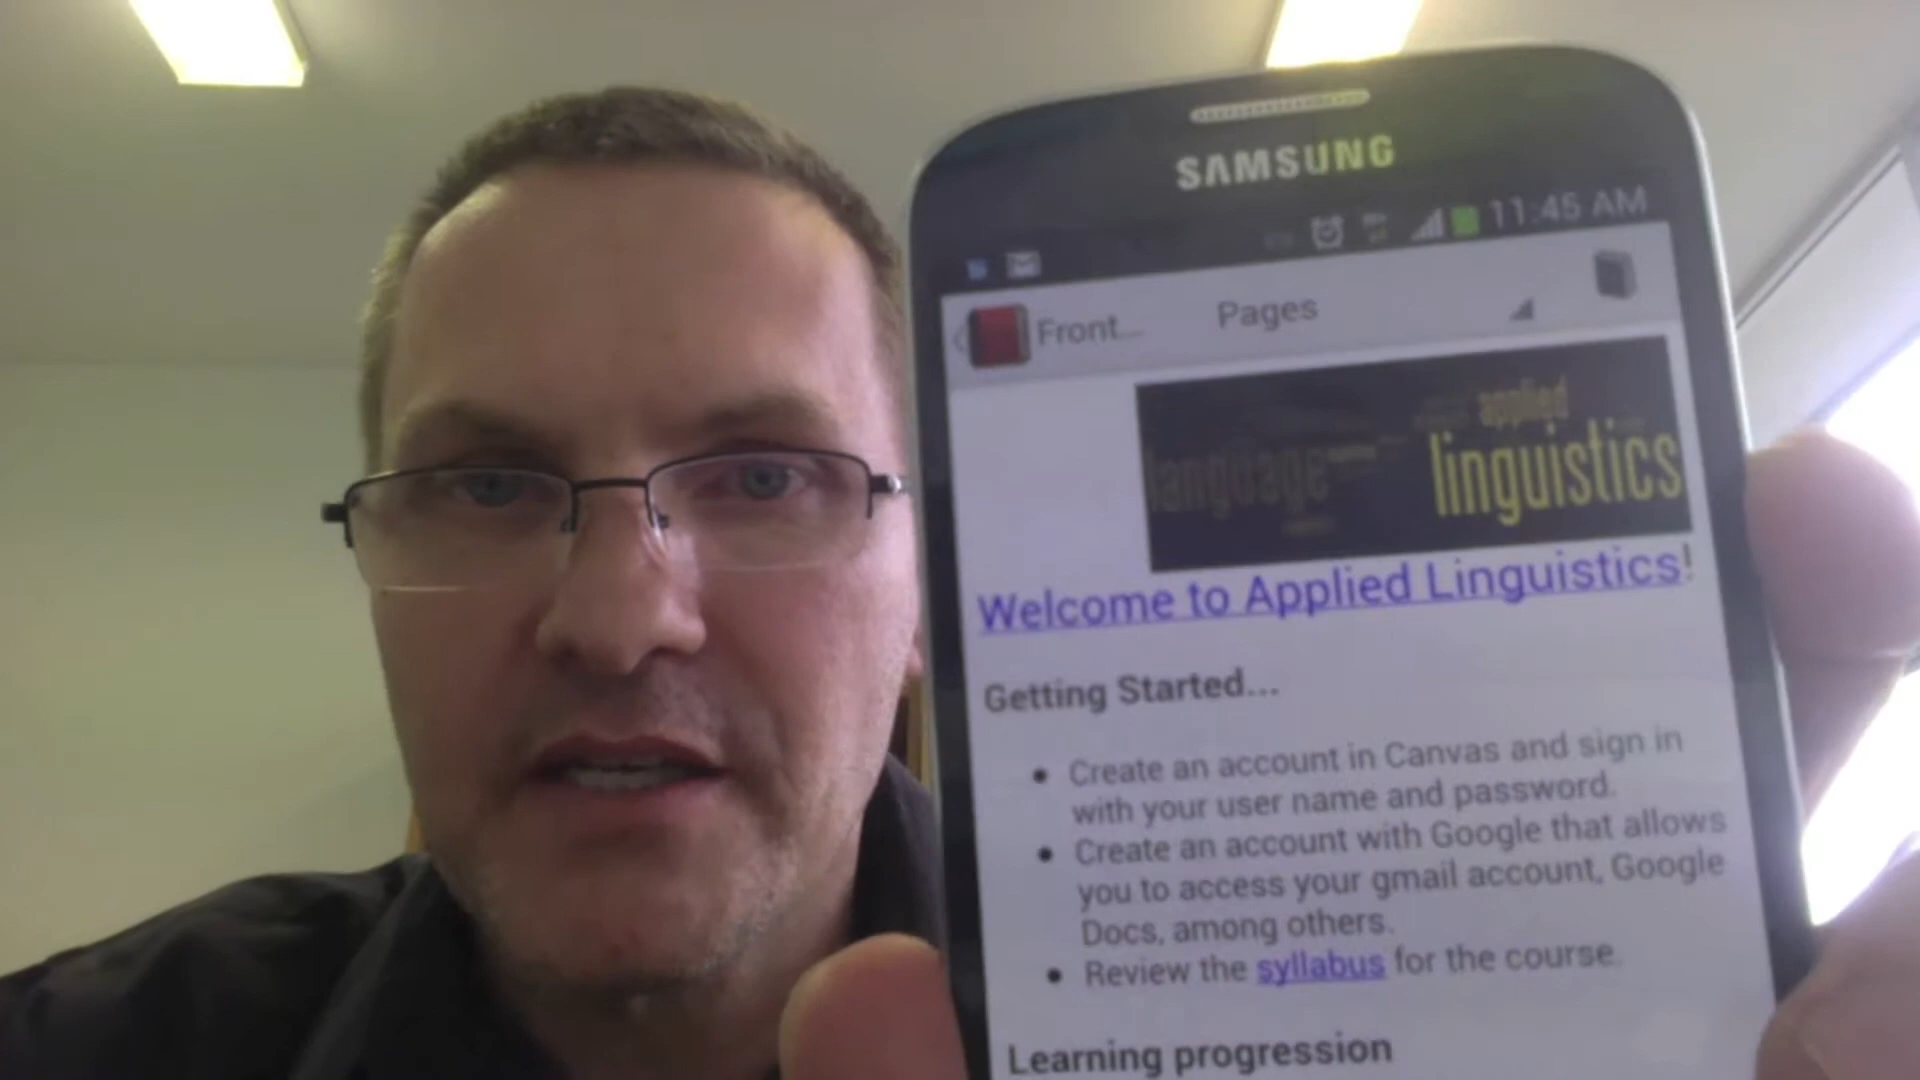 SAMSUNG
11:45 AM
Front... Pages
applied
language linguistics
Welcome to Applied Linguistics!
Getting Started...
• Create an account in Canvas and sign in
with your user name and password.
• Create an account with Google that allows
you to access your gmail account, Google
Docs, among others.
• Review the syllabus for the course.
Learning progression